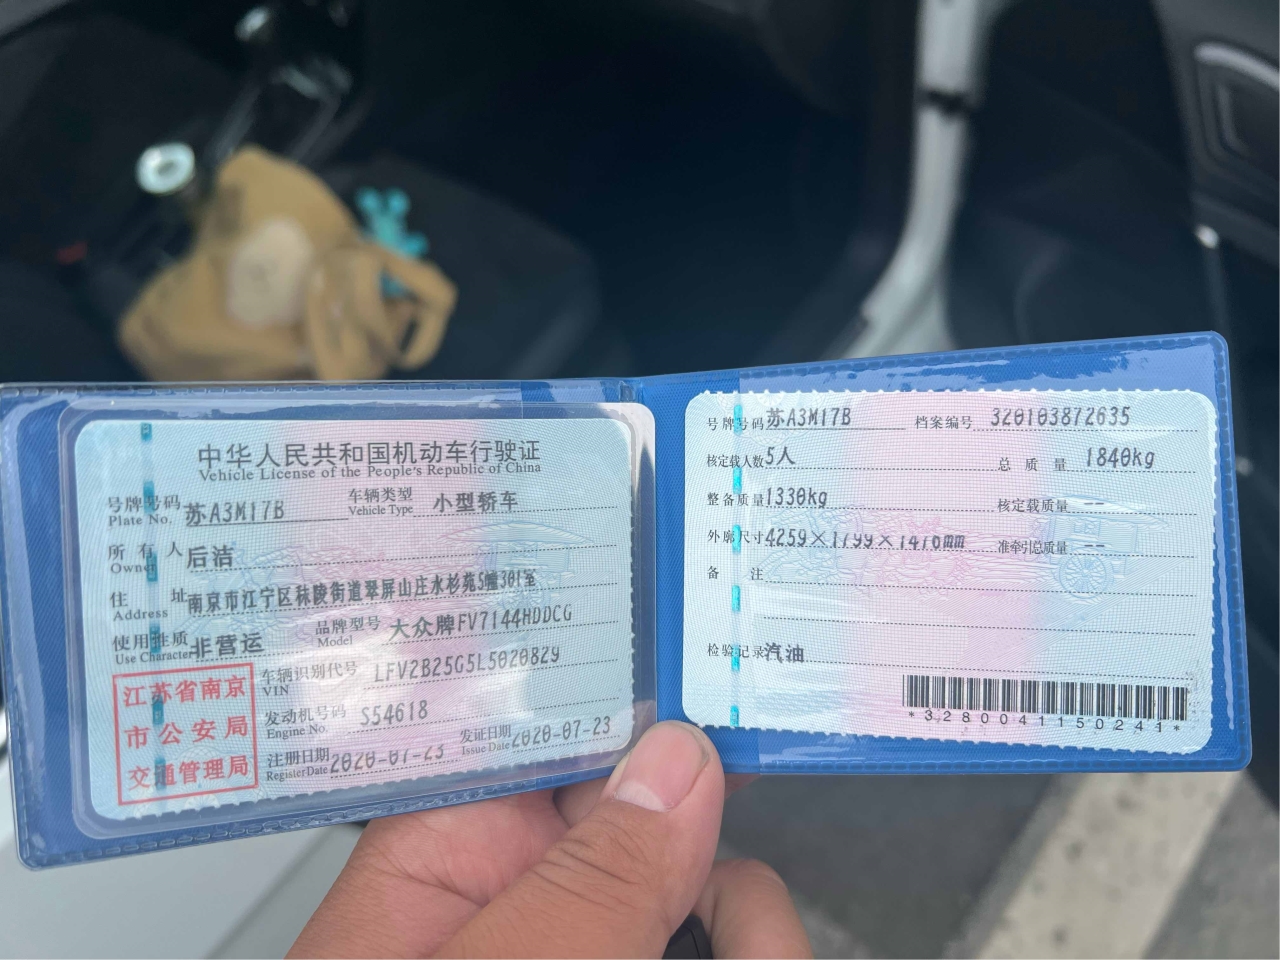 中华人民共和国机动车行驶证
Vehicle License of the People's Republic of China
号牌号码 苏A3M17B 车辆类型 小型轿车
Plate No. Vehicle Type
所有人 后洁
Owner
住址 南京市江宁区秣陵街道翠屏山庄水杉苑5幢301室
Address
使用性质 非营运 品牌型号 大众牌FV7144HDDCG
Use Character Model
江苏省南京
市公安局
交通管理局
车辆识别代号 LFV2B25G5L5020829
VIN
发动机号码 S54618
Engine No.
注册日期 2020-07-23 发证日期 2020-07-23
Register Date Issue Date
号牌号码 苏A3M17B 档案编号 320103872635
核定载人数 5人 总质量 1840kg
整备质量 1330kg 核定载质量 --
外廓尺寸 4259×1799×1476mm 准牵引总质量 --
备注
检验记录 汽油
*3280041150241*